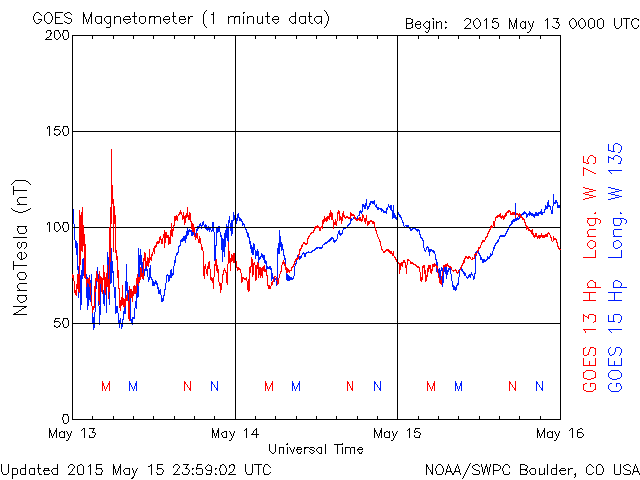 GOES Magnetometer (1 minute data)
Begin: 2015 May 13 0000 UTC
200
150
100
50
0
NanoTesla (nT)
M M N N M M N N M M N N
May 13 May 14 May 15 May 16
Universal Time
GOES 13 Hp Long. W 75
GOES 15 Hp Long. W 135
Updated 2015 May 15 23:59:02 UTC
NOAA/SWPC Boulder, CO USA